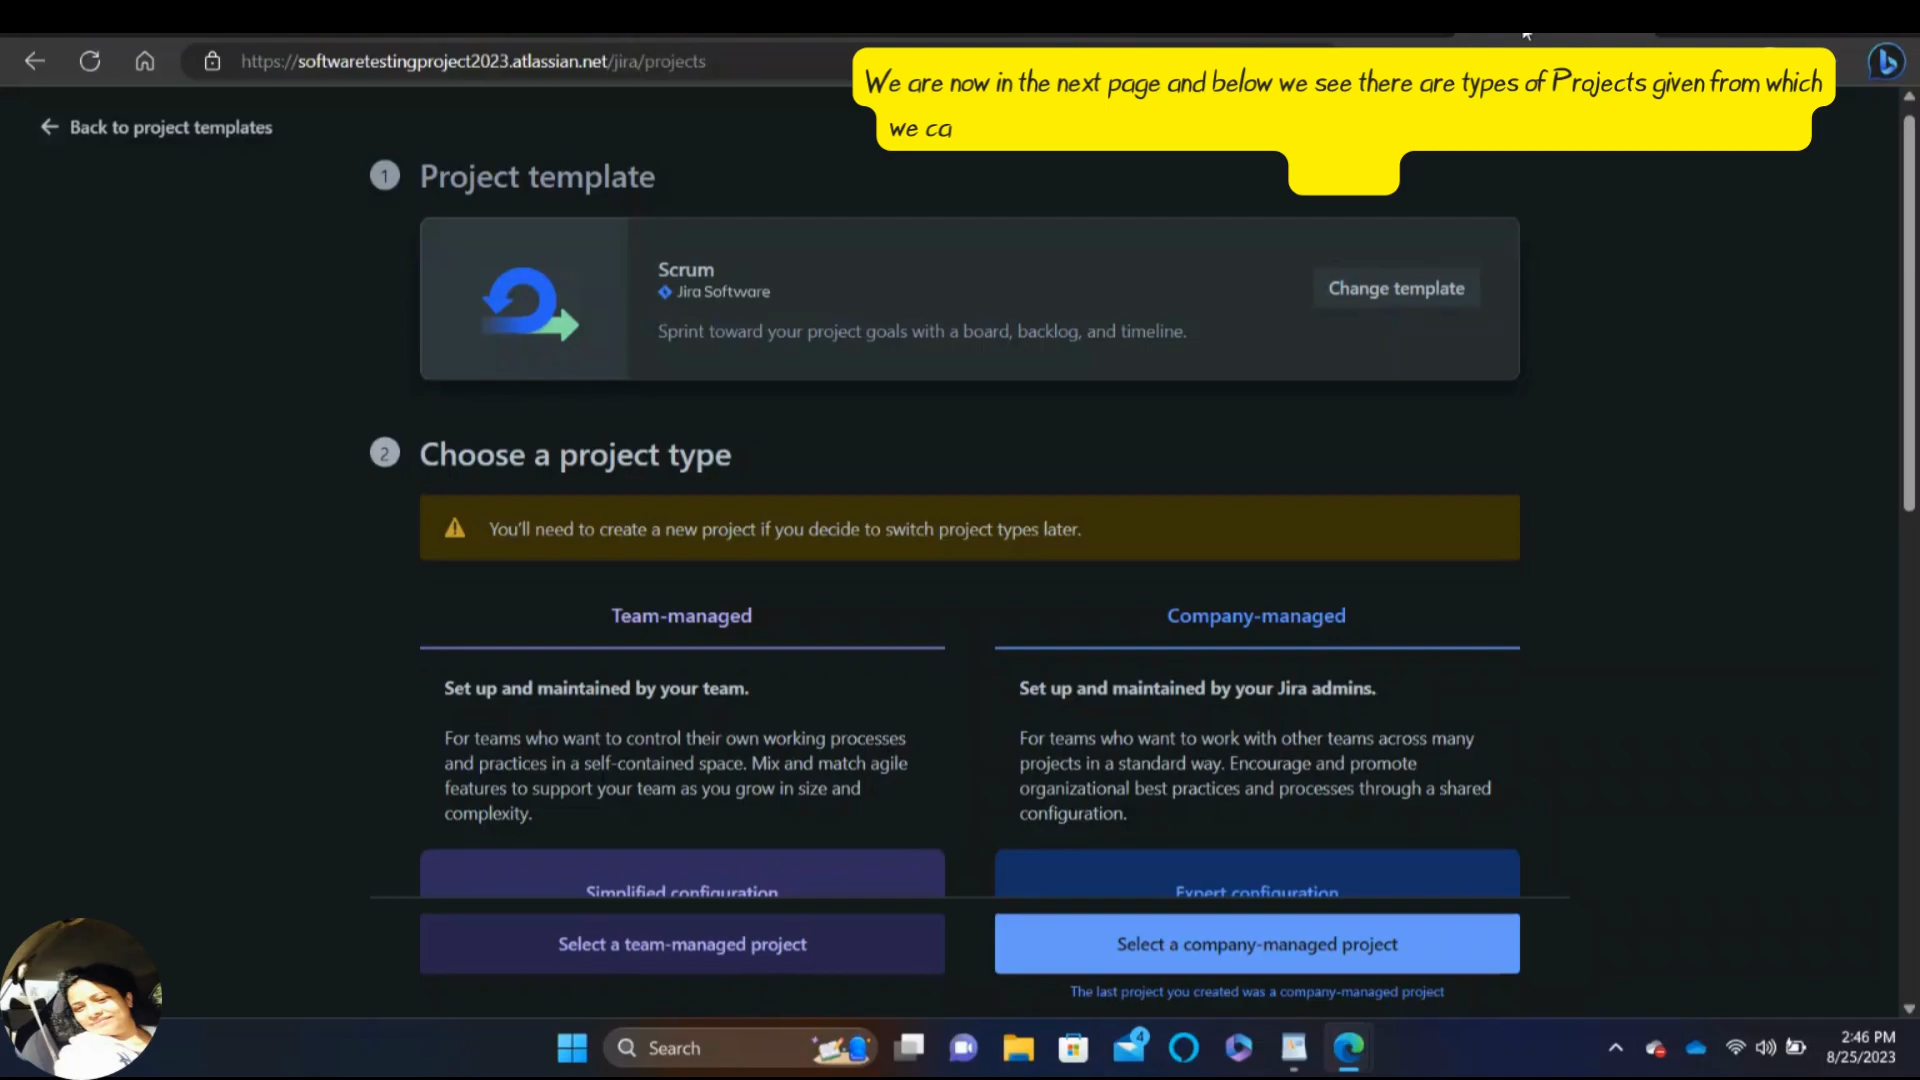 https://softwaretestingproject2023.atlassian.net/jira/projects
We are now in the next page and below we see there are types of Projects given from which
we ca
Back to project templates
1 Project template
Scrum
Jira Software
Sprint toward your project goals with a board, backlog, and timeline.
Change template
2 Choose a project type
You'll need to create a new project if you decide to switch project types later.
Team-managed
Set up and maintained by your team.
For teams who want to control their own working processes
and practices in a self-contained space. Mix and match agile
features to support your team as you grow in size and
complexity.
Simplified configuration
Select a team-managed project
Company-managed
Set up and maintained by your Jira admins.
For teams who want to work with other teams across many
projects in a standard way. Encourage and promote
organizational best practices and processes through a shared
configuration.
Expert configuration
Select a company-managed project
The last project you created was a company-managed project
Search
4
2:46 PM
8/25/2023